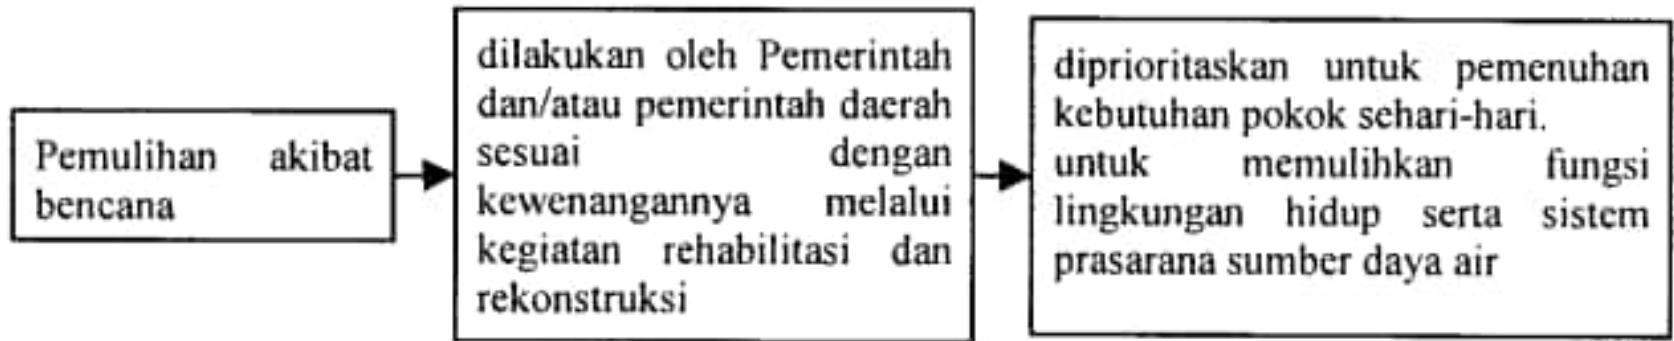 Pemulihan akibat
bencana
dilakukan oleh Pemerintah
dan/atau pemerintah daerah
sesuai dengan
kewenangannya melalui
kegiatan rehabilitasi dan
rekonstruksi
diprioritaskan untuk pemenuhan
kebutuhan pokok sehari-hari.
untuk memulihkan fungsi
lingkungan hidup serta sistem
prasarana sumber daya air